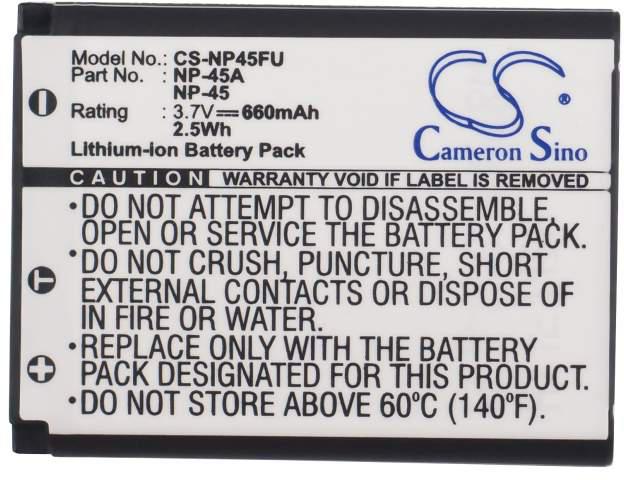 Model No.: CS-NP45FU
Part No. : NP-45A
NP-45
Rating : 3.7V⎓660mAh
2.5Wh
Lithium-ion Battery Pack
CS®
Cameron Sino
CAUTION WARRANTY VOID IF LABEL IS REMOVED
•DO NOT ATTEMPT TO DISASSEMBLE,
OPEN OR SERVICE THE BATTERY PACK.
•DO NOT CRUSH, PUNCTURE, SHORT
EXTERNAL CONTACTS OR DISPOSE OF
IN FIRE OR WATER.
•REPLACE ONLY WITH THE BATTERY
PACK DESIGNATED FOR PRODUCT.
•DO NOT STORE ABOVE 60ºC (140ºF).